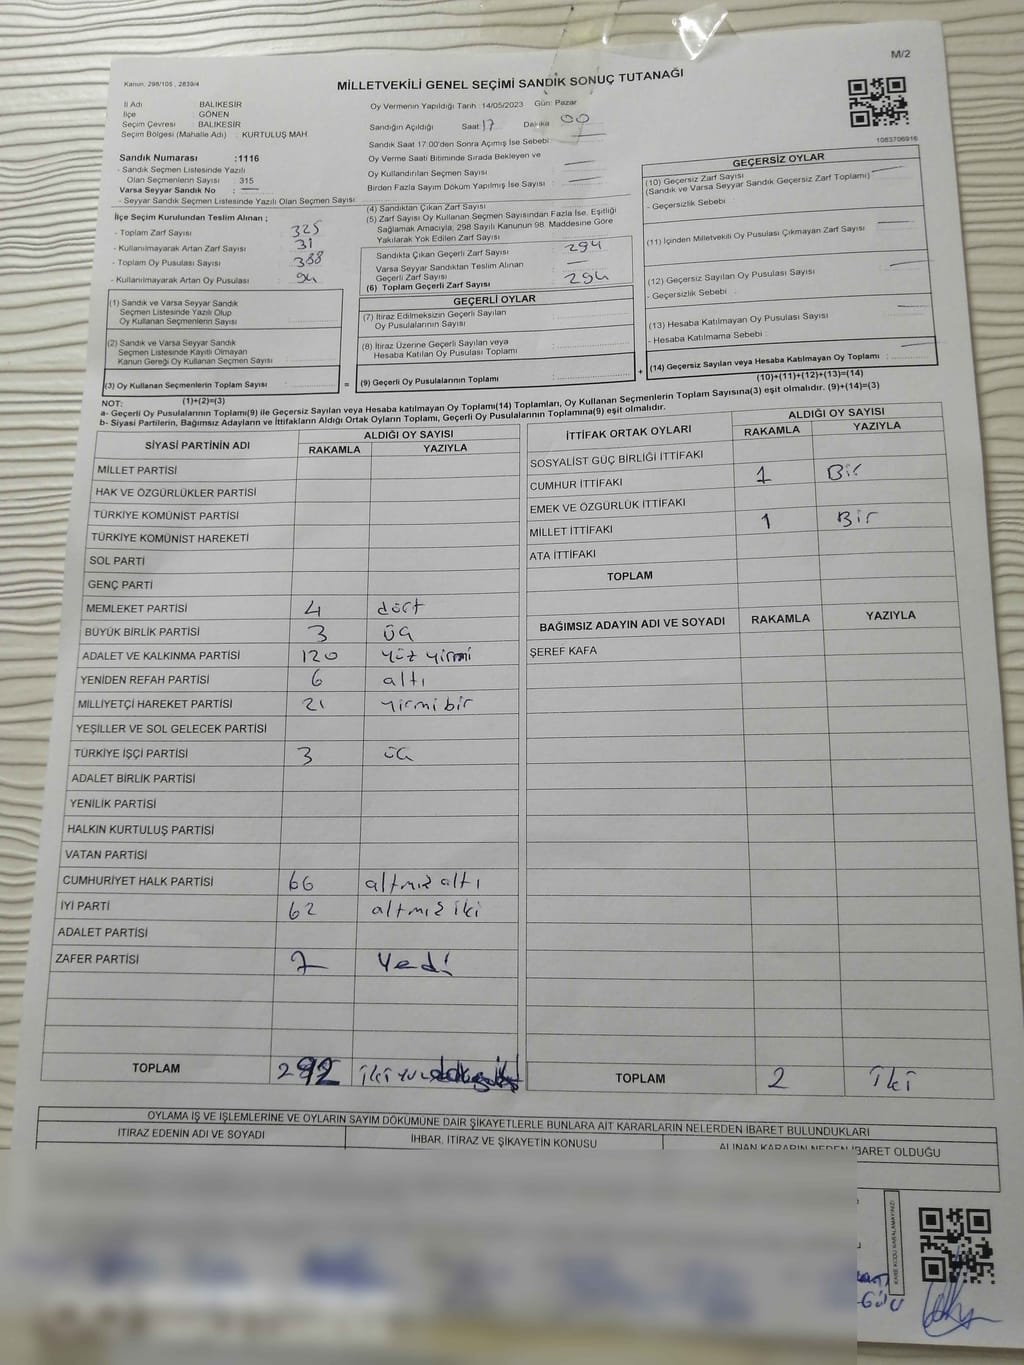 M/2
Kanun: 298/105 , 2839/4
MİLLETVEKİLİ GENEL SEÇİMİ SANDIK SONUÇ TUTANAĞI
İl Adı BALIKESİR
İlçe GÖNEN
Seçim Çevresi : BALIKESİR
Seçim Bölgesi (Mahalle Adı) : KURTULUŞ MAH
Sandık Numarası :1116
- Sandık Seçmen Listesinde Yazılı
Olan Seçmenlerin Sayısı : 315
Varsa Seyyar Sandık No : —
- Seyyar Sandık Seçmen Listesinde Yazılı Olan Seçmen Sayısı
Oy Vermenin Yapıldığı Tarih :14/05/2023 Gün: Pazar
Sandığın Açıldığı Saat 17 Dakika 00
Sandık Saat 17:00'den Sonra Açılmış İse Sebebi
Oy Verme Saati Bitiminde Sırada Bekleyen ve
Oy Kullandırılan Seçmen Sayısı
Birden Fazla Sayım Döküm Yapılmış İse Sayısı
1083706916
İlçe Seçim Kurulundan Teslim Alınan ;
- Toplam Zarf Sayısı 325
- Kullanılmayarak Artan Zarf Sayısı 31
- Toplam Oy Pusulası Sayısı 388
- Kullanılmayarak Artan Oy Pusulası : 94
(4) Sandıktan Çıkan Zarf Sayısı
(5) Zarf Sayısı Oy Kullanan Seçmen Sayısından Fazla İse, Eşitliği
Sağlamak Amacıyla, 298 Sayılı Kanunun 98. Maddesine Göre
Yakılarak Yok Edilen Zarf Sayısı
Sandıkta Çıkan Geçerli Zarf Sayısı 294
Varsa Seyyar Sandıktan Teslim Alınan
Geçerli Zarf Sayısı —
(6) Toplam Geçerli Zarf Sayısı 294
GEÇERSİZ OYLAR
(10) Geçersiz Zarf Sayısı
(Sandık ve Varsa Seyyar Sandık Geçersiz Zarf Toplamı)
- Geçersizlik Sebebi
(11) İçinden Milletvekili Oy Pusulası Çıkmayan Zarf Sayısı
(12) Geçersiz Sayılan Oy Pusulası Sayısı
- Geçersizlik Sebebi
(13) Hesaba Katılmayan Oy Pusulası Sayısı
- Hesaba Katılmama Sebebi :
(14) Geçersiz Sayılan veya Hesaba Katılmayan Oy Toplamı :
(10)+(11)+(12)+(13)=(14)
(1) Sandık ve Varsa Seyyar Sandık
Seçmen Listesinde Yazılı Olup
Oy Kullanan Seçmenlerin Sayısı
(2) Sandık ve Varsa Seyyar Sandık
Seçmen Listesinde Kayıtlı Olmayan
Kanun Gereği Oy Kullanan Seçmen Sayısı
(3) Oy Kullanan Seçmenlerin Toplam Sayısı :
(1)+(2)=(3)
=
GEÇERLİ OYLAR
(7) İtiraz Edilmeksizin Geçerli Sayılan
Oy Pusulalarının Sayısı
(8) İtiraz Üzerine Geçerli Sayılan veya
Hesaba Katılan Oy Pusulası Toplamı
(9) Geçerli Oy Pusulalarının Toplamı
+
NOT:
a- Geçerli Oy Pusulalarının Toplamı(9) ile Geçersiz Sayılan veya Hesaba katılmayan Oy Toplamı(14) Toplamları, Oy Kullanan Seçmenlerin Toplam Sayısına(3) eşit olmalıdır. (9)+(14)=(3)
b- Siyasi Partilerin, Bağımsız Adayların ve İttifakların Aldığı Ortak Oyların Toplamı, Geçerli Oy Pusulalarının Toplamına(9) eşit olmalıdır.
SİYASİ PARTİNİN ADI ALDIĞI OY SAYISI
RAKAMLA YAZIYLA
MİLLET PARTİSİ
HAK VE ÖZGÜRLÜKLER PARTİSİ
TÜRKİYE KOMÜNİST PARTİSİ
TÜRKİYE KOMÜNİST HAREKETİ
SOL PARTİ
GENÇ PARTİ
MEMLEKET PARTİSİ 4 dört
BÜYÜK BİRLİK PARTİSİ 3 üç
ADALET VE KALKINMA PARTİSİ 120 yüz yirmi
YENİDEN REFAH PARTİSİ 6 altı
MİLLİYETÇİ HAREKET PARTİSİ 21 yirmi bir
YEŞİLLER VE SOL GELECEK PARTİSİ
TÜRKİYE İŞÇİ PARTİSİ 3 üç
ADALET BİRLİK PARTİSİ
YENİLİK PARTİSİ
HALKIN KURTULUŞ PARTİSİ
VATAN PARTİSİ
CUMHURİYET HALK PARTİSİ 66 altmış altı
İYİ PARTİ 62 altmış iki
ADALET PARTİSİ
ZAFER PARTİSİ 7 Yedi
TOPLAM 292 iki yüz
İTTİFAK ORTAK OYLARI ALDIĞI OY SAYISI
RAKAMLA YAZIYLA
SOSYALİST GÜÇ BİRLİĞİ İTTİFAKI
CUMHUR İTTİFAKI 1 Bir
EMEK VE ÖZGÜRLÜK İTTİFAKI
MİLLET İTTİFAKI 1 Bir
ATA İTTİFAKI
TOPLAM
BAĞIMSIZ ADAYIN ADI VE SOYADI RAKAMLA YAZIYLA
ŞEREF KAFA
TOPLAM 2 iki
OYLAMA İŞ VE İŞLEMLERİNE VE OYLARIN SAYIM DÖKÜMÜNE DAİR ŞİKAYETLERLE BUNLARA AİT KARARLARIN NELERDEN İBARET BULUNDUKLARI
İTİRAZ EDENİN ADI VE SOYADI İHBAR, İTİRAZ VE ŞİKAYETİN KONUSU ALINAN KARARIN NEDEN İBARET OLDUĞU
KARE KODU KARALAMAYINIZ!